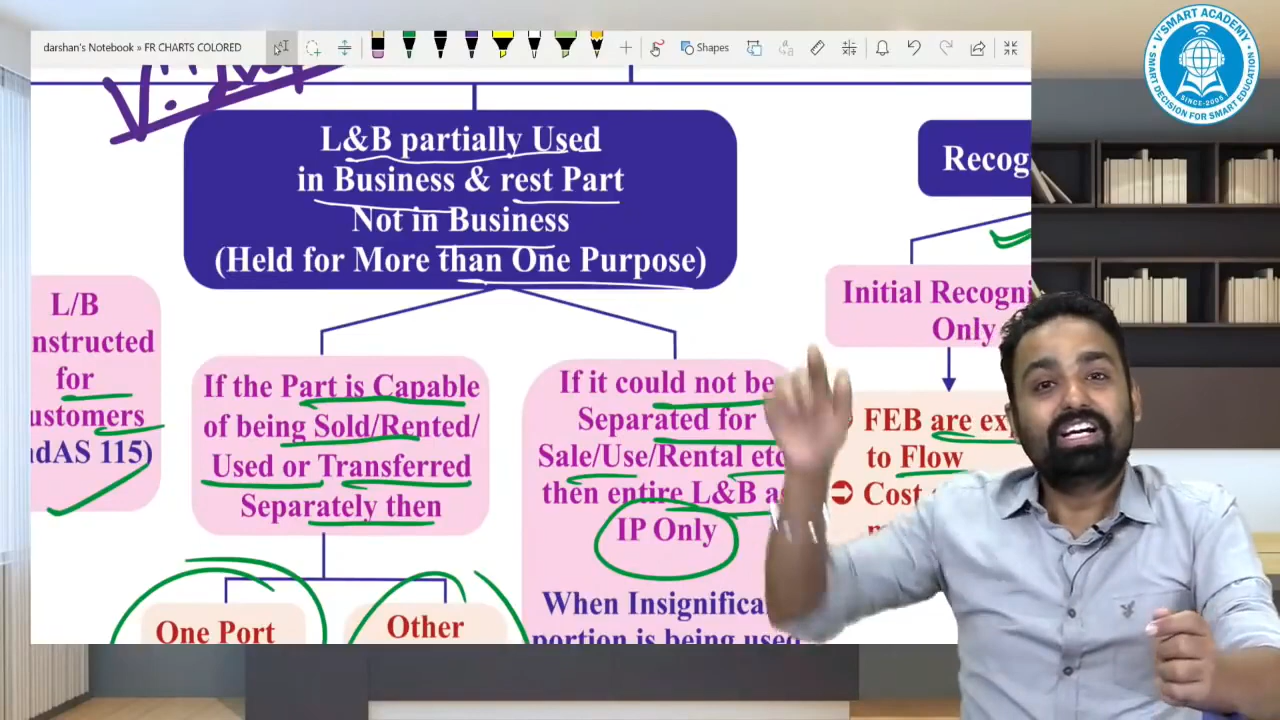 darshan's Notebook » FR CHARTS COLORED
Shapes
V'SMART ACADEMY
SMART DECISION FOR SMART EDUCATION
SINCE-2005
L&B partially Used
in Business & rest Part
Not in Business
(Held for More than One Purpose)
Recog
L/B
nstructed
for
ustomers
ndAS 115)
If the Part is Capable
of being Sold/Rented/
Used or Transferred
Separately then
One Port
Other
If it could not be
Separated for
Sale/Use/Rental etc
then entire L&B as
IP Only
When Insignifica
portion is being used
Initial Recogni
Only
FEB are exp
to Flow
Cost